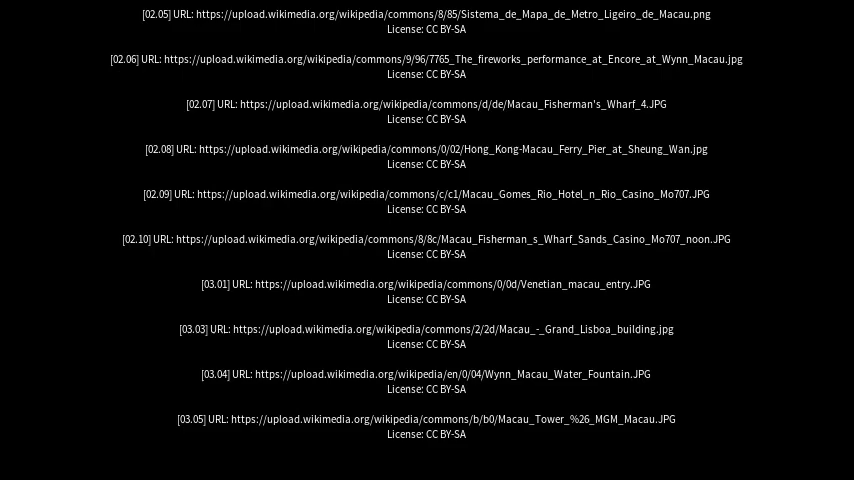 [02.05] URL: https://upload.wikimedia.org/wikipedia/commons/8/85/Sistema_de_Mapa_de_Metro_Ligeiro_de_Macau.png
License: CC BY-SA
[02.06] URL: https://upload.wikimedia.org/wikipedia/commons/9/96/7765_The_fireworks_performance_at_Encore_at_Wynn_Macau.jpg
License: CC BY-SA
[02.07] URL: https://upload.wikimedia.org/wikipedia/commons/d/de/Macau_Fisherman's_Wharf_4.JPG
License: CC BY-SA
[02.08] URL: https://upload.wikimedia.org/wikipedia/commons/0/02/Hong_Kong-Macau_Ferry_Pier_at_Sheung_Wan.jpg
License: CC BY-SA
[02.09] URL: https://upload.wikimedia.org/wikipedia/commons/c/c1/Macau_Gomes_Rio_Hotel_n_Rio_Casino_Mo707.JPG
License: CC BY-SA
[02.10] URL: https://upload.wikimedia.org/wikipedia/commons/8/8c/Macau_Fisherman_s_Wharf_Sands_Casino_Mo707_noon.JPG
License: CC BY-SA
[03.01] URL: https://upload.wikimedia.org/wikipedia/commons/0/0d/Venetian_macau_entry.JPG
License: CC BY-SA
[03.03] URL: https://upload.wikimedia.org/wikipedia/commons/2/2d/Macau_-_Grand_Lisboa_building.jpg
License: CC BY-SA
[03.04] URL: https://upload.wikimedia.org/wikipedia/en/0/04/Wynn_Macau_Water_Fountain.JPG
License: CC BY-SA
[03.05] URL: https://upload.wikimedia.org/wikipedia/commons/b/b0/Macau_Tower_%26_MGM_Macau.JPG
License: CC BY-SA